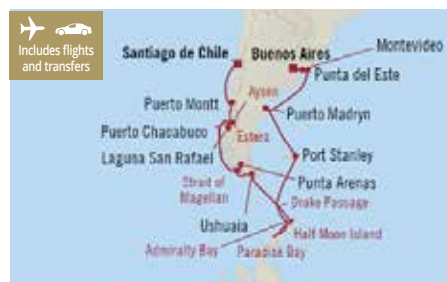 Includes flights
and transfers
Santiago de Chile
Buenos Aires
Montevideo
Punta del Este
Aysen
Puerto Montt
Puerto Madryn
Puerto Chacabuco
Estero
Laguna San Rafael
Port Stanley
Strait of
Magellan
Punta Arenas
Drake Passage
Ushuaia
Half Moon Island
Admiralty Bay
Paradise Bay